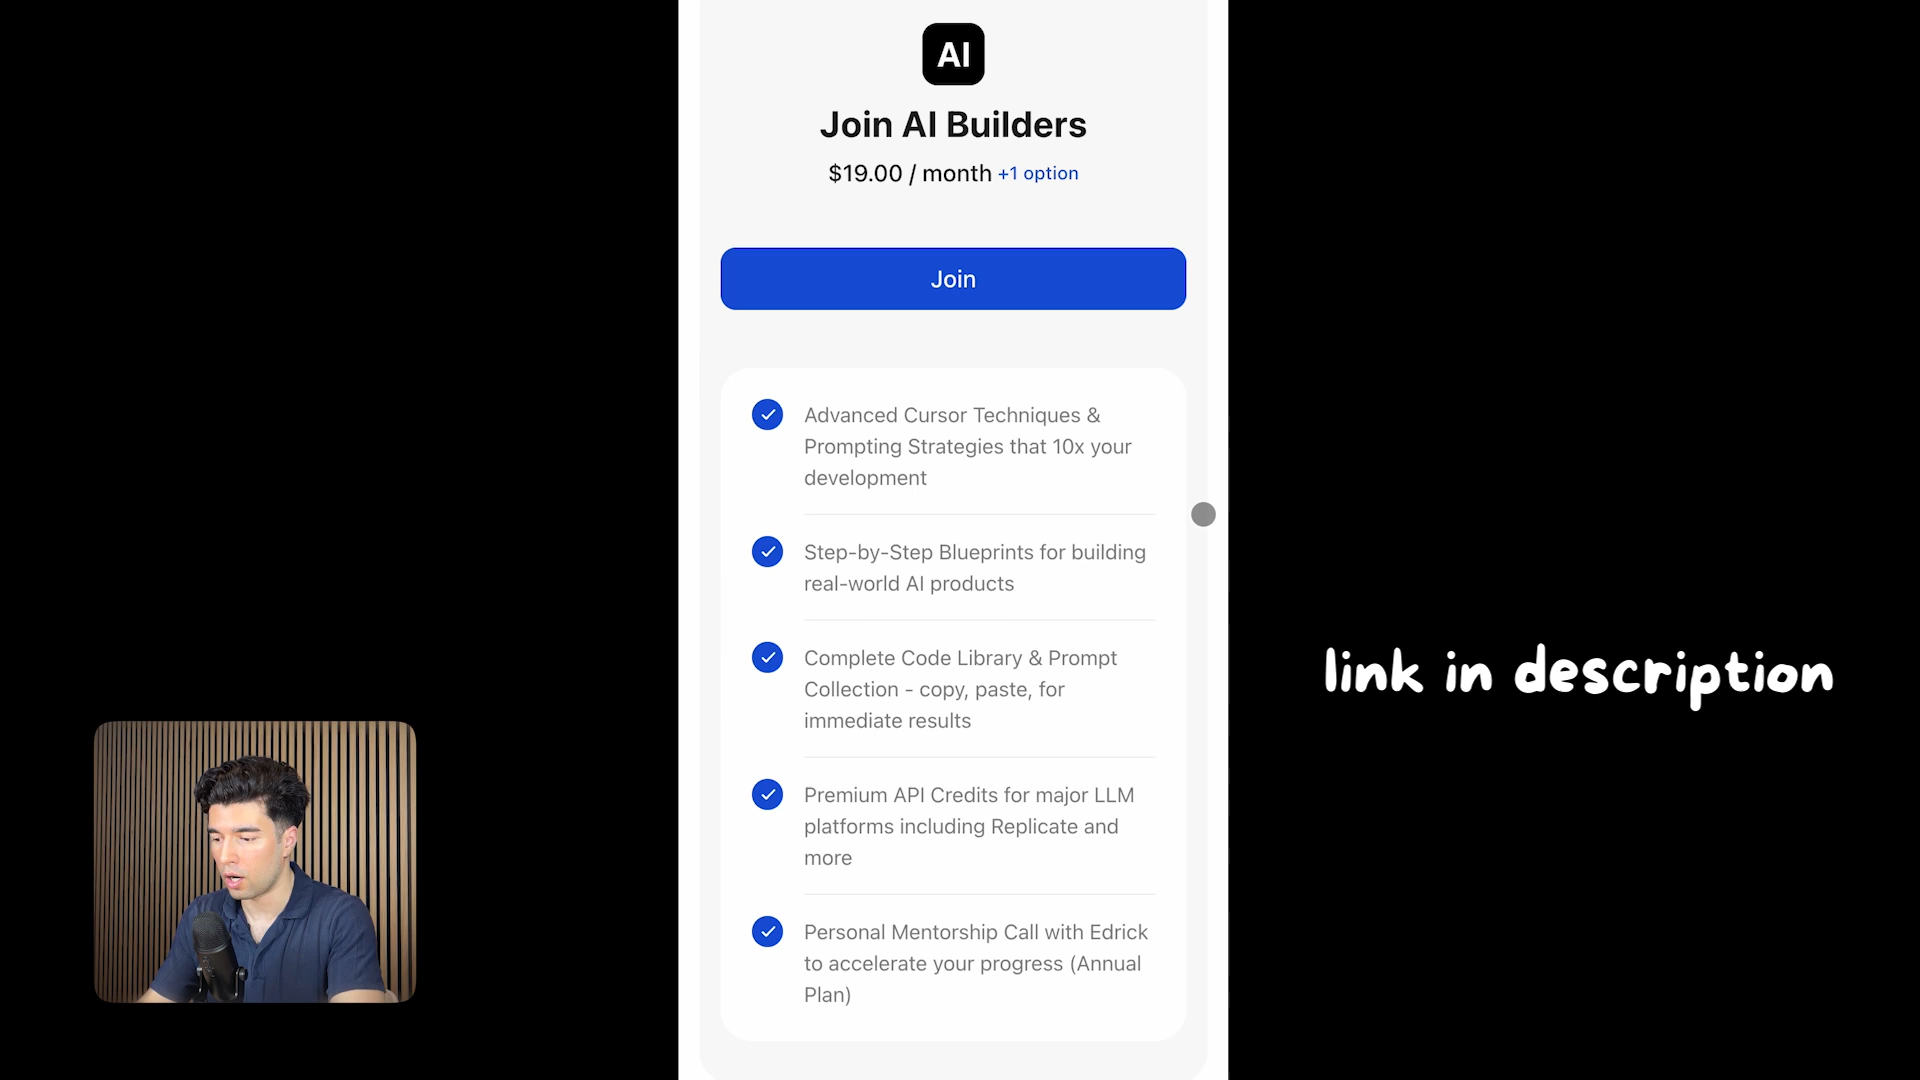 AI
Join AI Builders
$19.00 / month +1 option
Join
Advanced Cursor Techniques &
Prompting Strategies that 10x your
development
Step-by-Step Blueprints for building
real-world AI products
Complete Code Library & Prompt
Collection - copy, paste, for
immediate results
Premium API Credits for major LLM
platforms including Replicate and
more
Personal Mentorship Call with Edrick
to accelerate your progress (Annual
Plan)
link in description